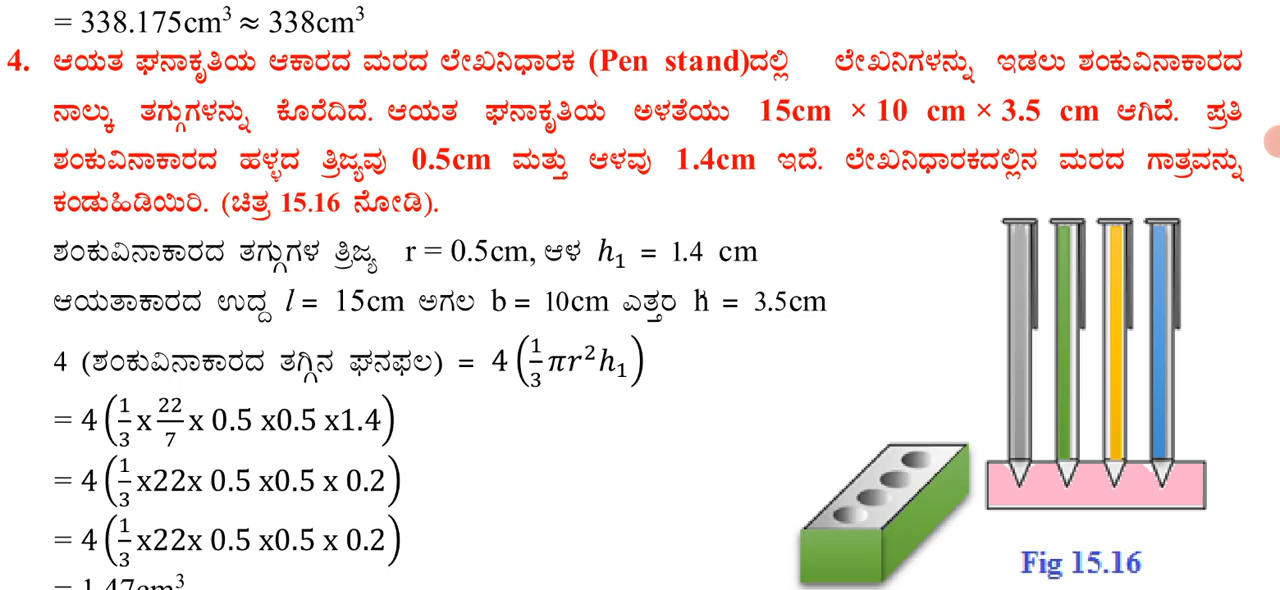 = 338.175cm³ ≈ 338cm³
4. ಆಯತ ಘನಾಕೃತಿಯ ಆಕಾರದ ಮರದ ಲೇಖನಿಧಾರಕ (Pen stand)ದಲ್ಲಿ ಲೇಖನಿಗಳನ್ನು ಇಡಲು ಶಂಕುವಿನಾಕಾರದ
ನಾಲ್ಕು ತಗ್ಗುಗಳನ್ನು ಕೊರೆದಿದೆ. ಆಯತ ಘನಾಕೃತಿಯ ಅಳತೆಯು 15cm × 10 cm × 3.5 cm ಆಗಿದೆ. ಪ್ರತಿ
ಶಂಕುವಿನಾಕಾರದ ಹಳ್ಳದ ತ್ರಿಜ್ಯವು 0.5cm ಮತ್ತು ಆಳವು 1.4cm ಇದೆ. ಲೇಖನಿಧಾರಕದಲ್ಲಿನ ಮರದ ಗಾತ್ರವನ್ನು
ಕಂಡುಹಿಡಿಯಿರಿ. (ಚಿತ್ರ 15.16 ನೋಡಿ).
ಶಂಕುವಿನಾಕಾರದ ತಗ್ಗುಗಳ ತ್ರಿಜ್ಯ r = 0.5cm, ಆಳ h₁ = 1.4 cm
ಆಯತಾಕಾರದ ಉದ್ದ l = 15cm ಅಗಲ b = 10cm ಎತ್ತರ h = 3.5cm
4 (ಶಂಕುವಿನಾಕಾರದ ತಗ್ಗಿನ ಘನಫಲ) = 4(1/3 πr²h₁)
= 4(1/3 x 22/7 x 0.5 x0.5 x1.4)
= 4(1/3 x22x 0.5 x0.5 x 0.2)
= 4(1/3 x22x 0.5 x0.5 x 0.2)
= 1.47cm³
Fig 15.16